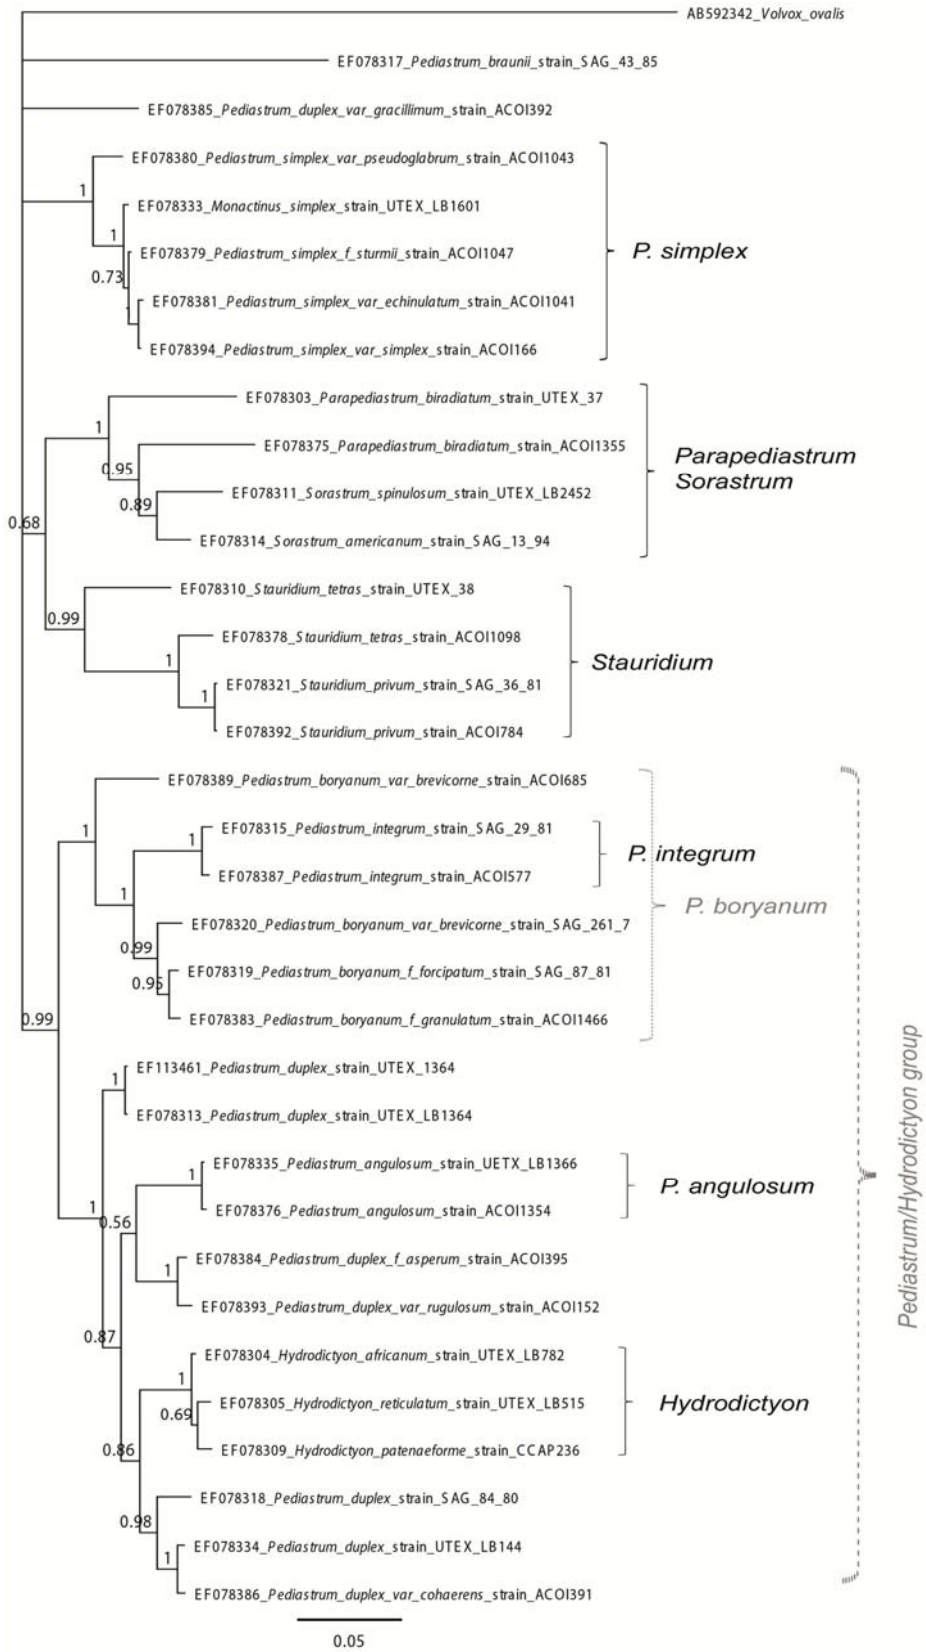 AB592342_Volvox_ovalis
EF078317_Pediastrum_braunii_strain_SAG_43_85
EF078385_Pediastrum_duplex_var_gracillimum_strain_ACOI392
EF078380_Pediastrum_simplex_var_pseudoglabrum_strain_ACOI1043
1
EF078333_Monactinus_simplex_strain_UTEX_LB1601
1
EF078379_Pediastrum_simplex_f_sturmii_strain_ACOI1047
P. simplex
0.73
EF078381_Pediastrum_simplex_var_echinulatum_strain_ACOI1041
EF078394_Pediastrum_simplex_var_simplex_strain_ACOI166
EF078303_Parapediastrum_biradiatum_strain_UTEX_37
1
EF078375_Parapediastrum_biradiatum_strain_ACOI1355
Parapediastrum
Sorastrum
0.95
EF078311_Sorastrum_spinulosum_strain_UTEX_LB2452
0.89
0.68
EF078314_Sorastrum_americanum_strain_SAG_13_94
EF078310_Stauridium_tetras_strain_UTEX_38
0.99
EF078378_Stauridium_tetras_strain_ACOI1098
1
Stauridium
EF078321_Stauridium_privum_strain_SAG_36_81
1
EF078392_Stauridium_privum_strain_ACOI784
EF078389_Pediastrum_boryanum_var_brevicorne_strain_ACOI685
1
EF078315_Pediastrum_integrum_strain_SAG_29_81
1
P. integrum
EF078387_Pediastrum_integrum_strain_ACOI577
1
P. boryanum
EF078320_Pediastrum_boryanum_var_brevicorne_strain_SAG_261_7
0.99
EF078319_Pediastrum_boryanum_f_forcipatum_strain_SAG_87_81
0.95
EF078383_Pediastrum_boryanum_f_granulatum_strain_ACOI1466
0.99
EF113461_Pediastrum_duplex_strain_UTEX_1364
1
EF078313_Pediastrum_duplex_strain_UTEX_LB1364
EF078335_Pediastrum_angulosum_strain_UETX_LB1366
1
P. angulosum
EF078376_Pediastrum_angulosum_strain_ACOI1354
1
0.56
EF078384_Pediastrum_duplex_f_asperum_strain_ACOI395
1
EF078393_Pediastrum_duplex_var_rugulosum_strain_ACOI152
0.87
EF078304_Hydrodictyon_africanum_strain_UTEX_LB782
1
EF078305_Hydrodictyon_reticulatum_strain_UTEX_LB515
Hydrodictyon
0.69
EF078309_Hydrodictyon_patenaeforme_strain_CCAP236
0.86
EF078318_Pediastrum_duplex_strain_SAG_84_80
0.98
EF078334_Pediastrum_duplex_strain_UTEX_LB144
1
EF078386_Pediastrum_duplex_var_cohaerens_strain_ACOI391
Pediastrum/Hydrodictyon group
0.05